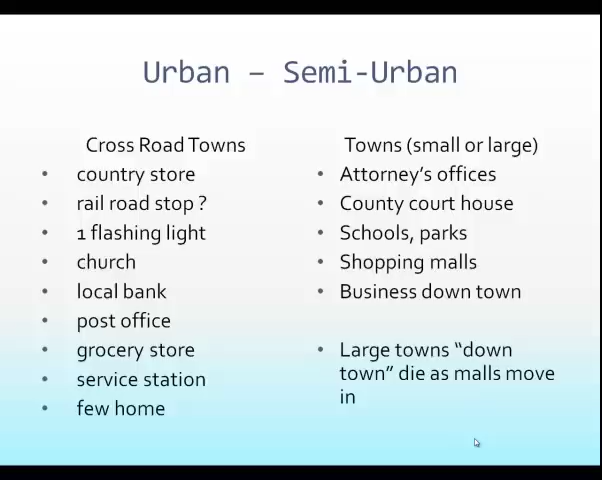 Urban – Semi-Urban
Cross Road Towns
• country store
• rail road stop ?
• 1 flashing light
• church
• local bank
• post office
• grocery store
• service station
• few home
Towns (small or large)
• Attorney's offices
• County court house
• Schools, parks
• Shopping malls
• Business down town
• Large towns “down
town” die as malls move
in